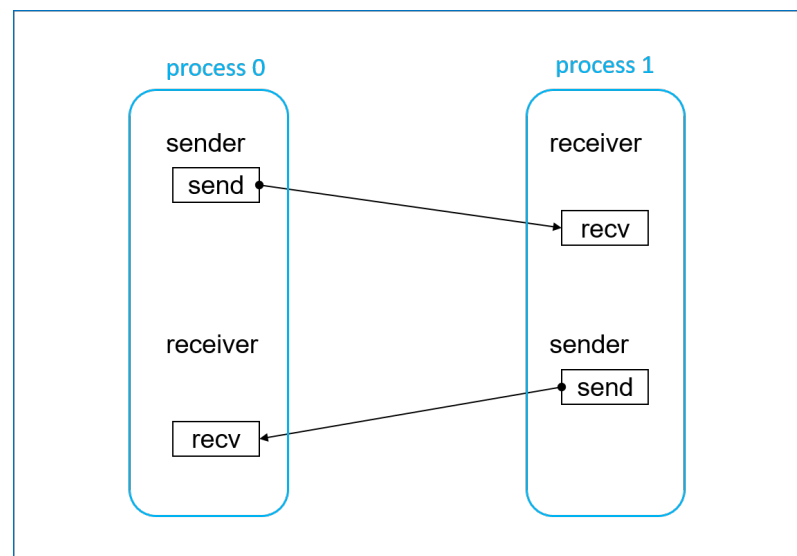 process 0
process 1
sender
send
receiver
recv
receiver
recv
sender
send